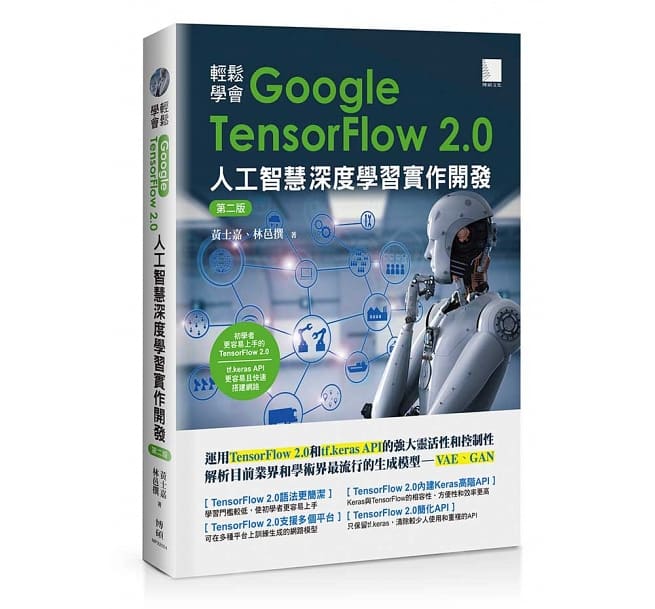 輕鬆
學會
Google
TensorFlow 2.0
人工智慧深度學習實作開發
第二版
黃士嘉、林邑撰 著
博碩文化
初學者
更容易上手的
TensorFlow 2.0
tf.keras API
更容易且快速
搭建網路
運用TensorFlow 2.0和tf.keras API的強大靈活性和控制性
解析目前業界和學術界最流行的生成模型—VAE、GAN
[ TensorFlow 2.0語法更簡潔 ]
學習門檻較低，使初學者更容易上手
[ TensorFlow 2.0內建Keras高階API ]
Keras與TensorFlow的相容性，方便性和效率更高
[ TensorFlow 2.0支援多個平台 ]
可在多種平台上訓練生成的網路模型
[ TensorFlow 2.0簡化API ]
只保留tf.keras，清除較少人使用和重複的API
輕鬆
學會
Google
TensorFlow 2.0
人工智慧深度學習實作開發
第二版
黃士嘉
林邑撰 著
博碩